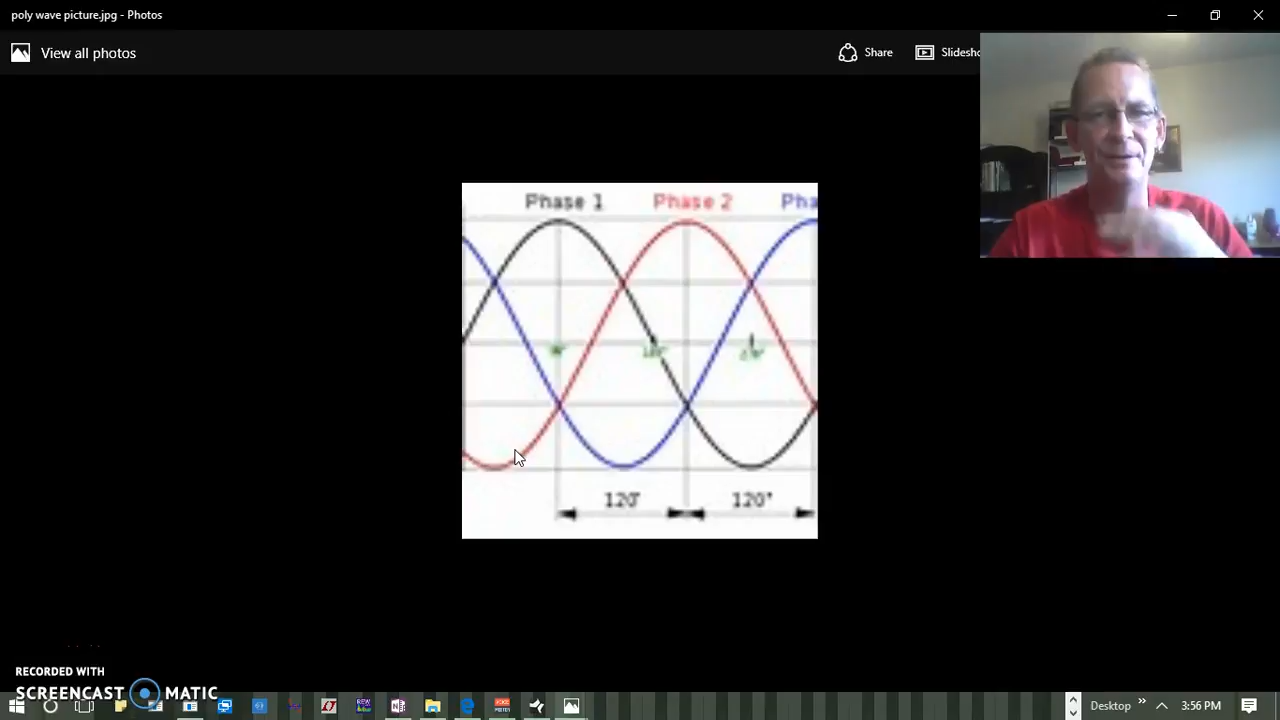 poly wave picture.jpg - Photos
View all photos
Share
Slidesho
Phase 1
Phase 2
Pha
120°
120°
RECORDED WITH
SCREENCAST MATIC
Desktop
3:56 PM